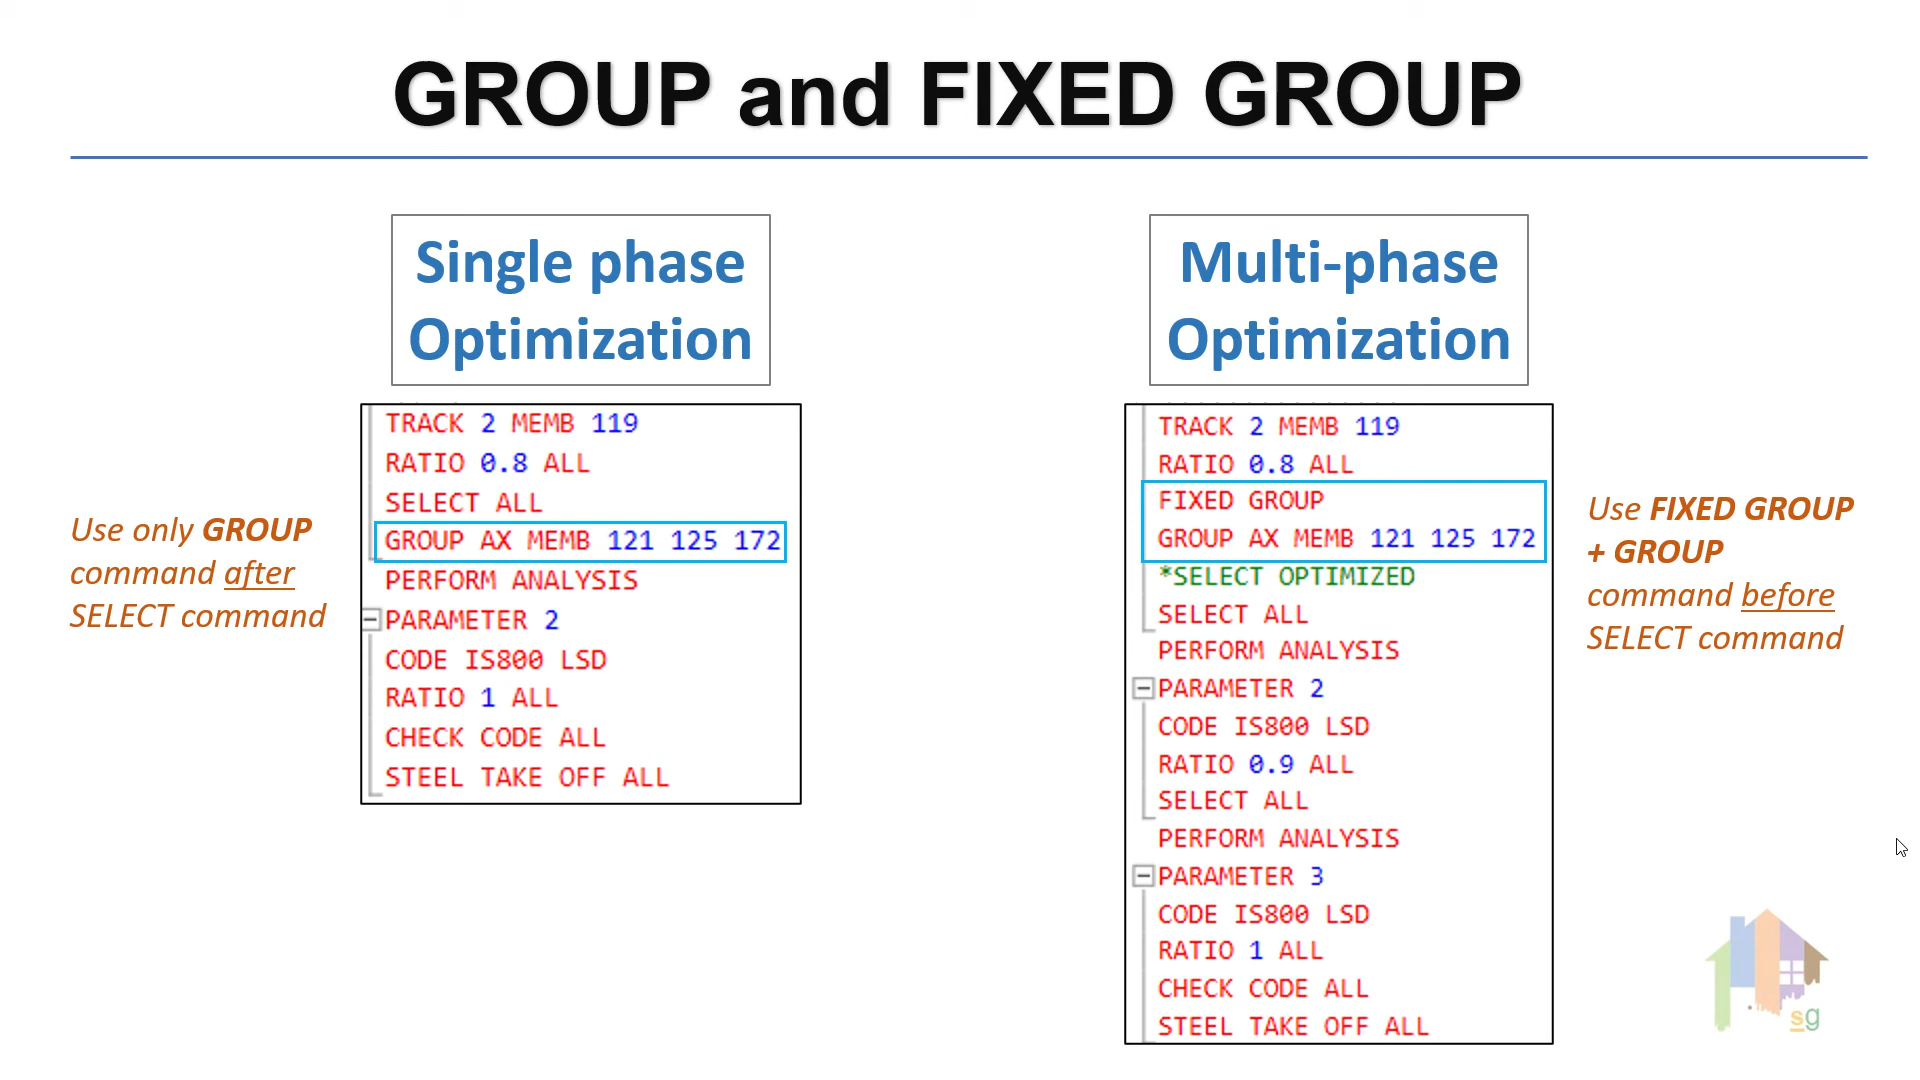 GROUP and FIXED GROUP
Single phase
Optimization
TRACK 2 MEMB 119
RATIO 0.8 ALL
SELECT ALL
GROUP AX MEMB 121 125 172
PERFORM ANALYSIS
PARAMETER 2
CODE IS800 LSD
RATIO 1 ALL
CHECK CODE ALL
STEEL TAKE OFF ALL
Use only GROUP
command after
SELECT command
Multi-phase
Optimization
TRACK 2 MEMB 119
RATIO 0.8 ALL
FIXED GROUP
GROUP AX MEMB 121 125 172
*SELECT OPTIMIZED
SELECT ALL
PERFORM ANALYSIS
PARAMETER 2
CODE IS800 LSD
RATIO 0.9 ALL
SELECT ALL
PERFORM ANALYSIS
PARAMETER 3
CODE IS800 LSD
RATIO 1 ALL
CHECK CODE ALL
STEEL TAKE OFF ALL
Use FIXED GROUP
+ GROUP
command before
SELECT command
sg